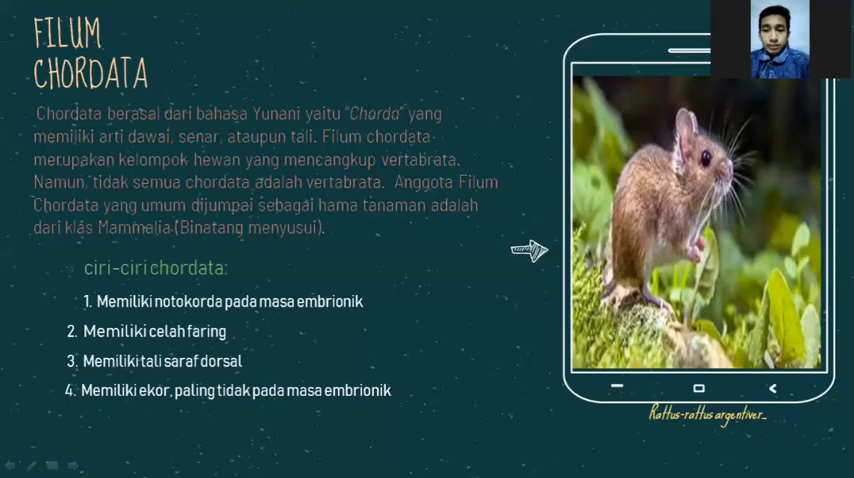 FILUM
CHORDATA
Chordata berasal dari bahasa Yunani yaitu "Chorda" yang
memiliki arti dawai, senar, ataupun tali. Filum chordata
merupakan kelompok hewan yang mencangkup vertabrata.
Namun, tidak semua chordata adalah vertabrata. Anggota Filum
Chordata yang umum dijumpai sebagai hama tanaman adalah
dari klas Mammalia (Binatang menyusui).
ciri-ciri chordata:
1. Memiliki notokorda pada masa embrionik
2. Memiliki celah faring
3. Memiliki tali saraf dorsal
4. Memiliki ekor, paling tidak pada masa embrionik
Rattus-rattus argentiver...